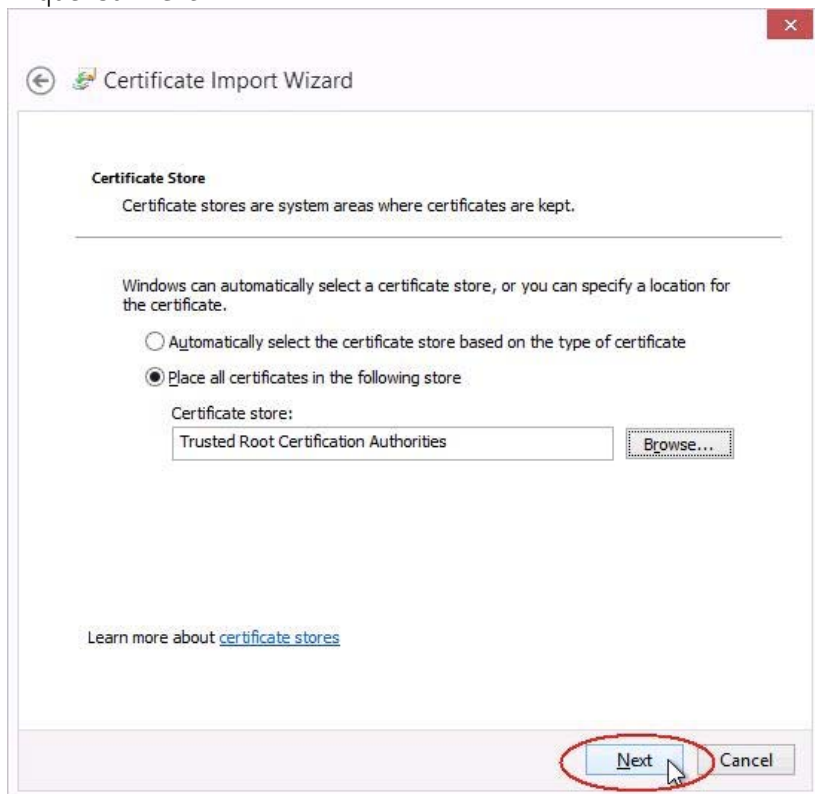 Certificate Import Wizard
Certificate Store
Certificate stores are system areas where certificates are kept.
Windows can automatically select a certificate store, or you can specify a location for
the certificate.
Automatically select the certificate store based on the type of certificate
Place all certificates in the following store
Certificate store:
Trusted Root Certification Authorities
Browse...
Learn more about certificate stores
Next
Cancel